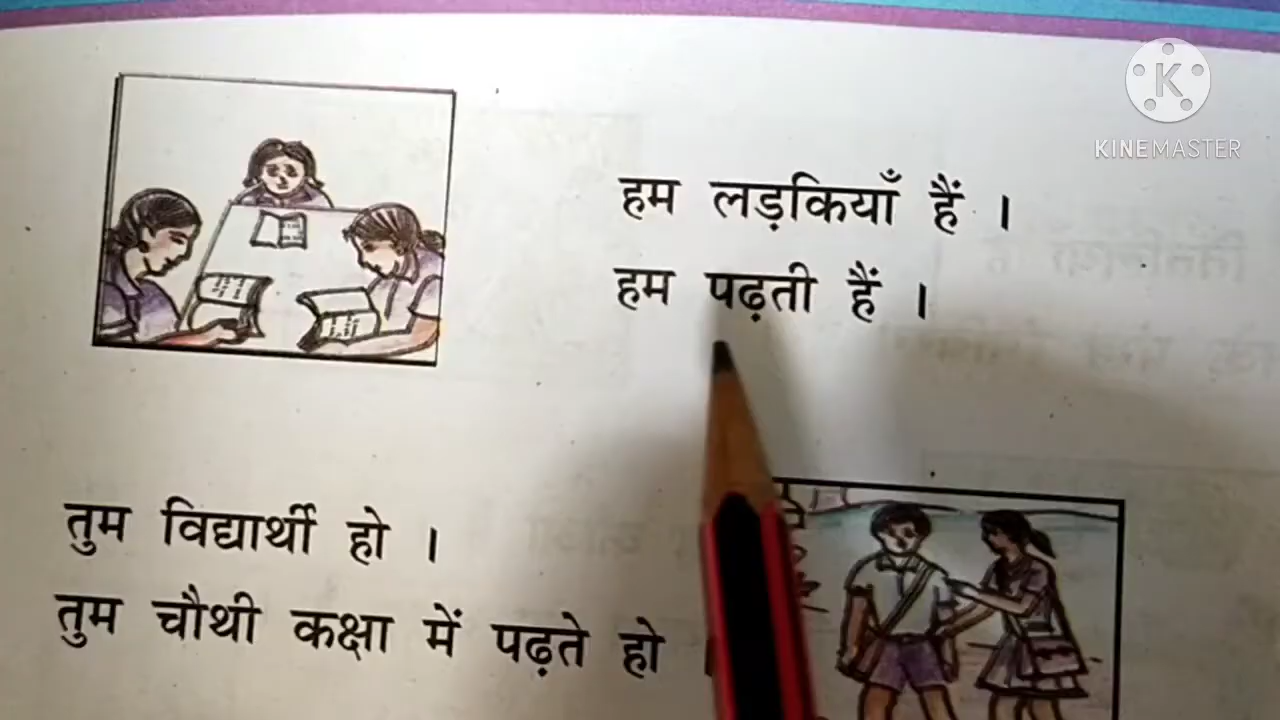 KINEMASTER
हम लड़कियाँ हैं ।
हम पढ़ती हैं ।
तुम विद्यार्थी हो ।
तुम चौथी कक्षा में पढ़ते हो ।